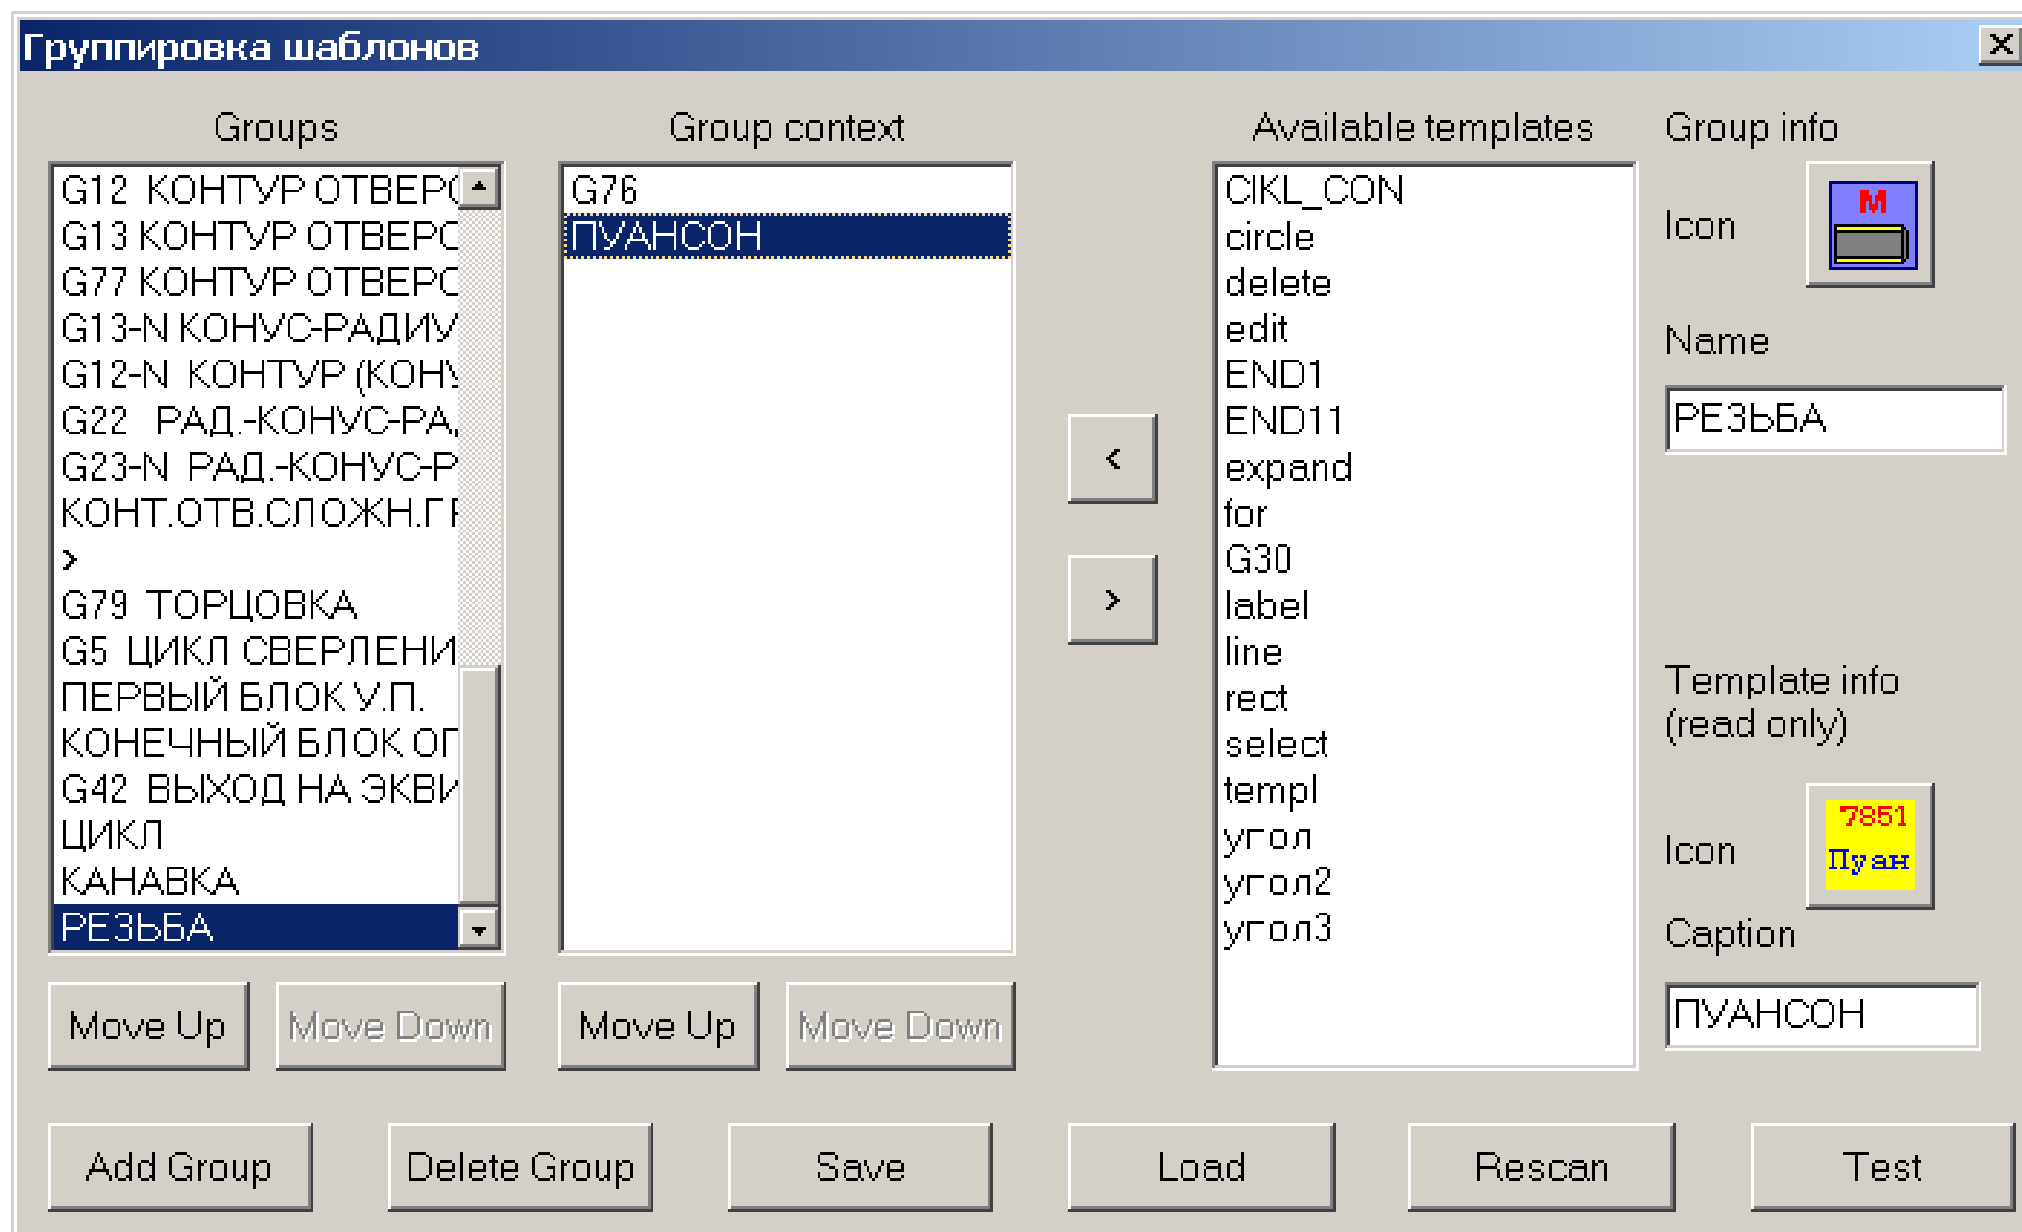 Группировка шаблонов
Groups
G12 КОНТУР ОТВЕРС
G13 КОНТУР ОТВЕРС
G77 КОНТУР ОТВЕРС
G13-N КОНУС-РАДИУ
G12-N КОНТУР (КОНУ
G22 РАД.-КОНУС-РА
G23-N РАД.-КОНУС-Р
КОНТ.ОТВ.СЛОЖН.Г
>
G79 ТОРЦОВКА
G5 ЦИКЛ СВЕРЛЕНИ
ПЕРВЫЙ БЛОК У.П.
КОНЕЧНЫЙ БЛОК ОГ
G42 ВЫХОД НА ЭКВИ
ЦИКЛ
КАНАВКА
РЕЗЬБА
Move Up
Move Down
Group context
G76
ПУАНСОН
Move Up
Move Down
<
>
Available templates
CIKL_CON
circle
delete
edit
END1
END11
expand
for
G30
label
line
rect
select
templ
угол
угол2
угол3
Group info
Icon
М
Name
РЕЗЬБА
Template info
(read only)
Icon
7851
Пуан
Caption
ПУАНСОН
Add Group
Delete Group
Save
Load
Rescan
Test